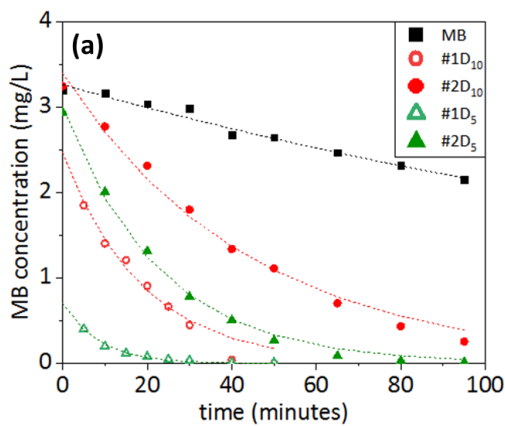 (a)
MB
#1D10
#2D10
#1D5
#2D5
MB concentration (mg/L)
4
3
2
1
0
0 20 40 60 80 100
time (minutes)